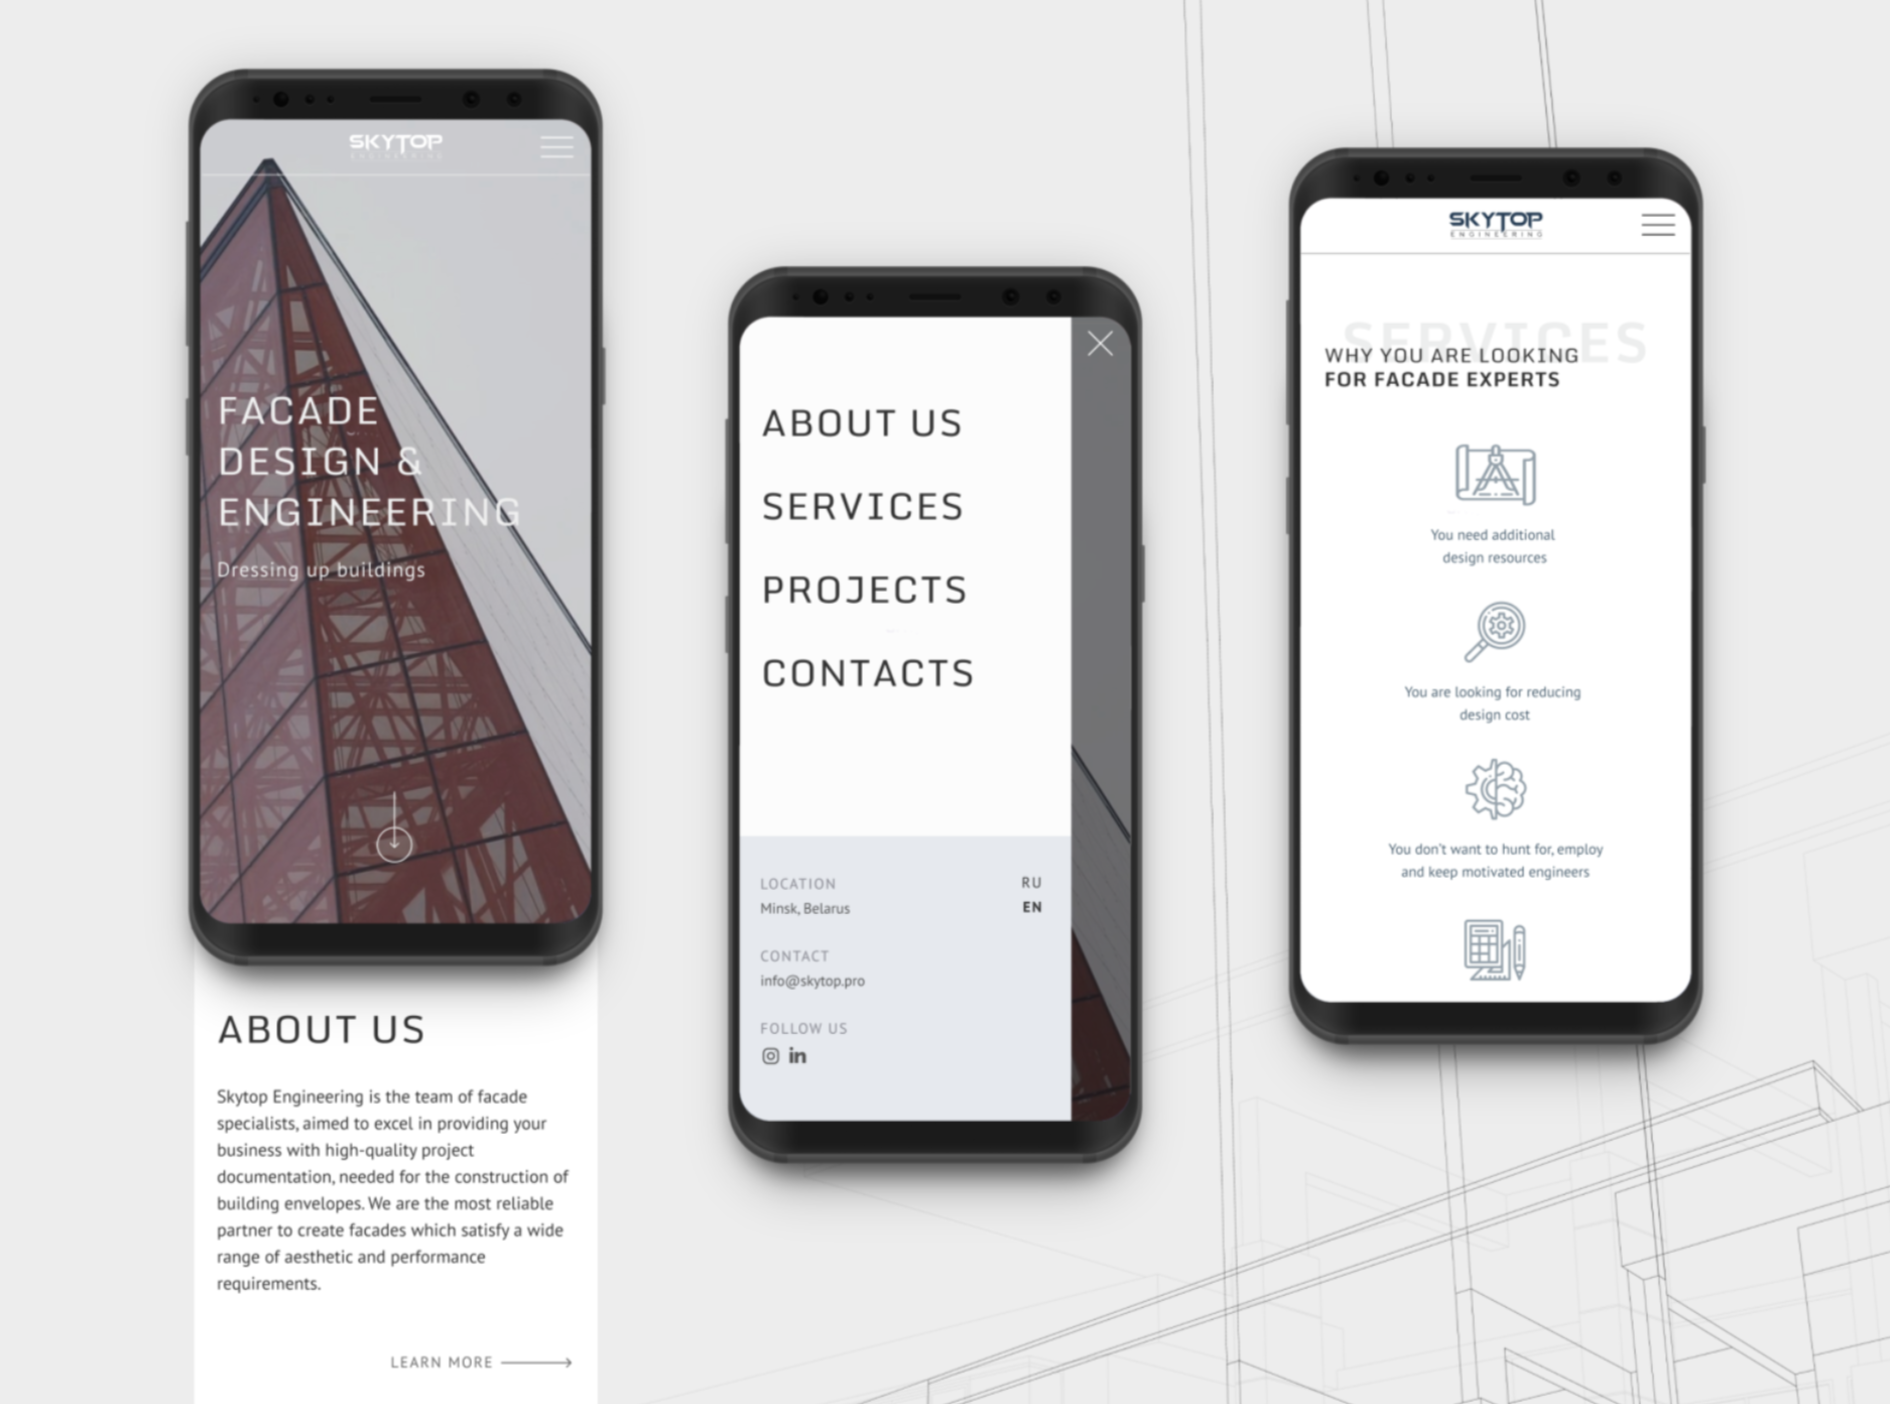 SKYTOP
ENGINEERING
FACADE
DESIGN &
ENGINEERING
Dressing up buildings
ABOUT US
Skytop Engineering is the team of facade
specialists, aimed to excel in providing your
business with high-quality project
documentation, needed for the construction of
building envelopes. We are the most reliable
partner to create facades which satisfy a wide
range of aesthetic and performance
requirements.
LEARN MORE
ABOUT US
SERVICES
PROJECTS
CONTACTS
LOCATION
Minsk, Belarus
RU
EN
CONTACT
info@skytop.pro
FOLLOW US
in
SKYTOP
ENGINEERING
SERVICES
WHY YOU ARE LOOKING
FOR FACADE EXPERTS
You need additional
design resources
You are looking for reducing
design cost
You don't want to hunt for, employ
and keep motivated engineers